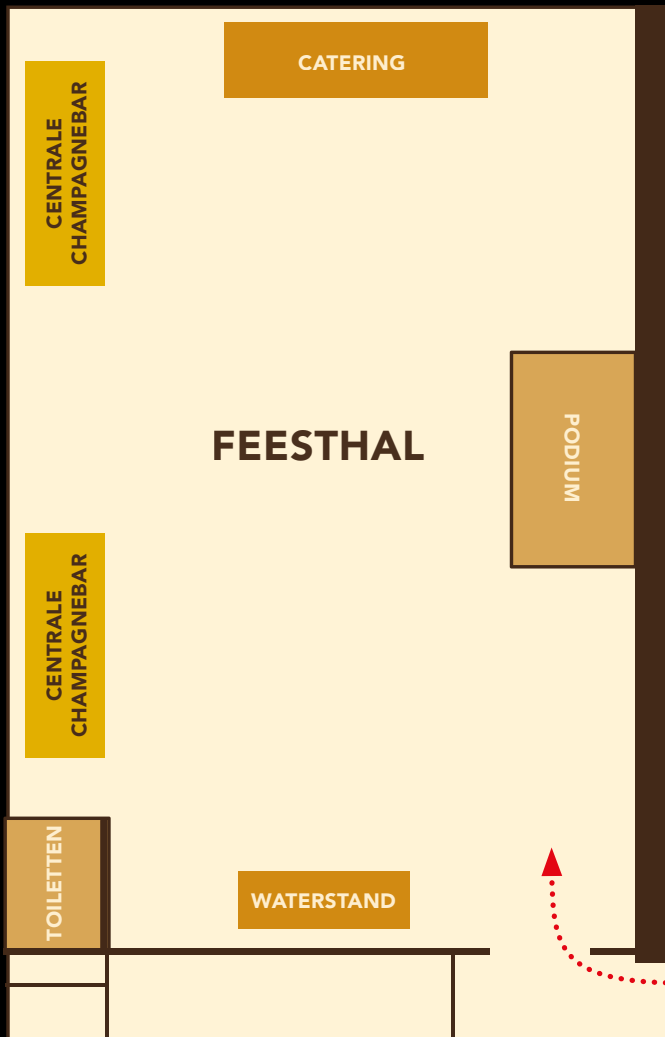 CATERING
CENTRALE
CHAMPAGNEBAR
FEESTHAL
PODIUM
CENTRALE
CHAMPAGNEBAR
TOILETTEN
WATERSTAND